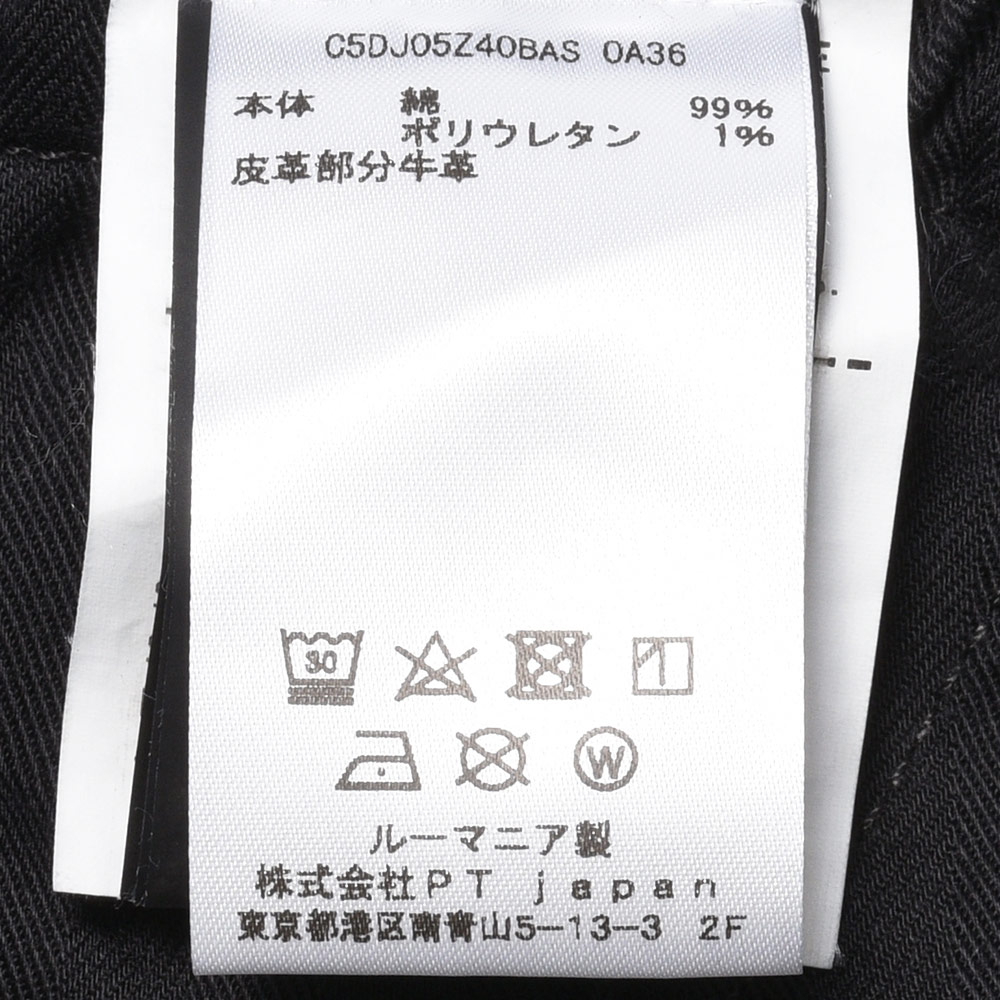 C5DJ05Z40BAS 0A36
本体 綿 99%
ポリウレタン 1%
皮革部分牛革
30
W
ルーマニア製
株式会社PT japan
東京都港区南青山5-13-3 2F